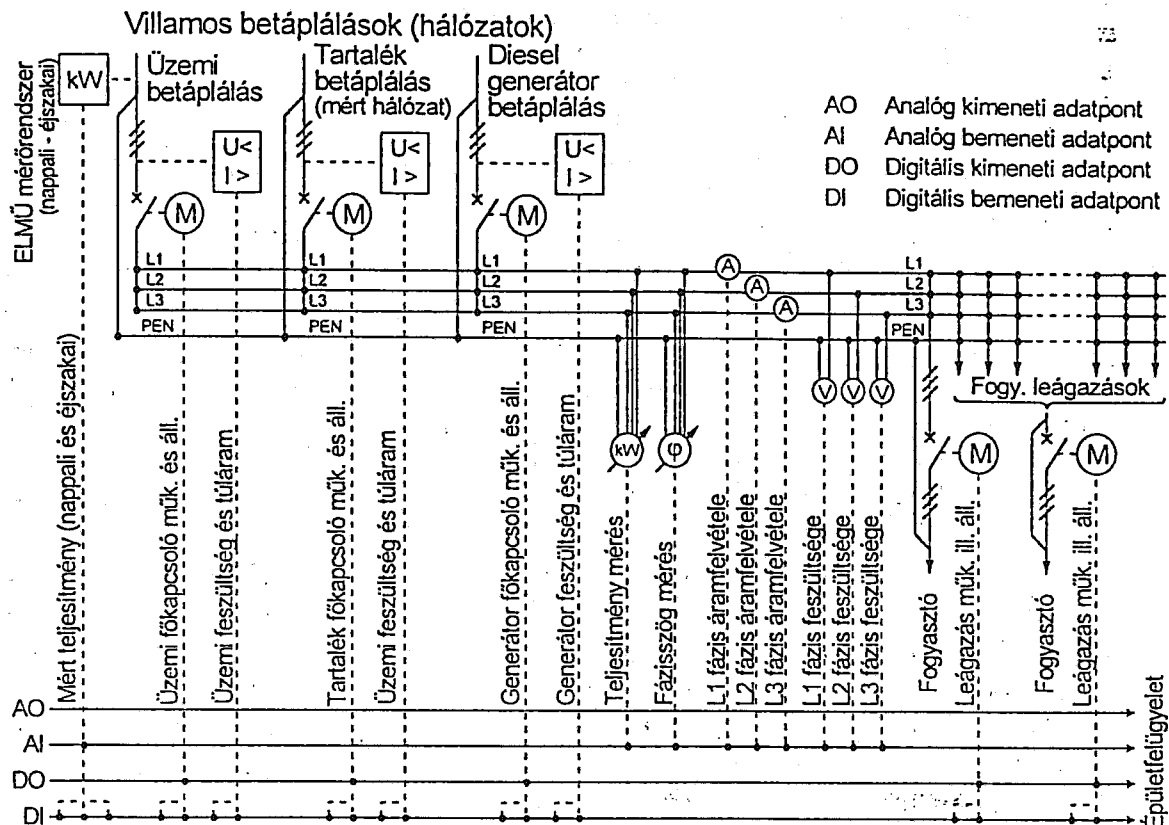 Villamos betáplálások (hálózatok)
ELMŰ mérőrendszer
(nappali - éjszakai)
kW
Üzemi
betáplálás
Tartalék
betáplálás
(mért hálózat)
Diesel
generátor
betáplálás
U<
I >
U<
I >
U<
I >
M
M
M
AO Analóg kimeneti adatpont
AI Analóg bemeneti adatpont
DO Digitális kimeneti adatpont
DI Digitális bemeneti adatpont
L1
L2
L3
PEN
L1
L2
L3
PEN
L1
L2
L3
PEN
L1
L2
L3
PEN
A
A
A
V
V
V
kW
φ
Fogy. leágazások
M
M
Mért teljesítmény (nappali és éjszakai)
Üzemi főkapcsoló műk. és áll.
Üzemi feszültség és túláram
Tartalék főkapcsoló műk. és áll.
Üzemi feszültség és túláram
Generátor főkapcsoló műk. és áll.
Generátor feszültség és túláram
Teljesítmény mérés
Fázisszög mérés
L1 fázis áramfelvétele
L2 fázis áramfelvétele
L3 fázis áramfelvétele
L1 fázis feszültsége
L2 fázis feszültsége
L3 fázis feszültsége
Fogyasztó
Leágazás műk. ill. áll.
Fogyasztó
Leágazás műk. ill. áll.
AO
AI
DO
DI
Épületfelügyelet